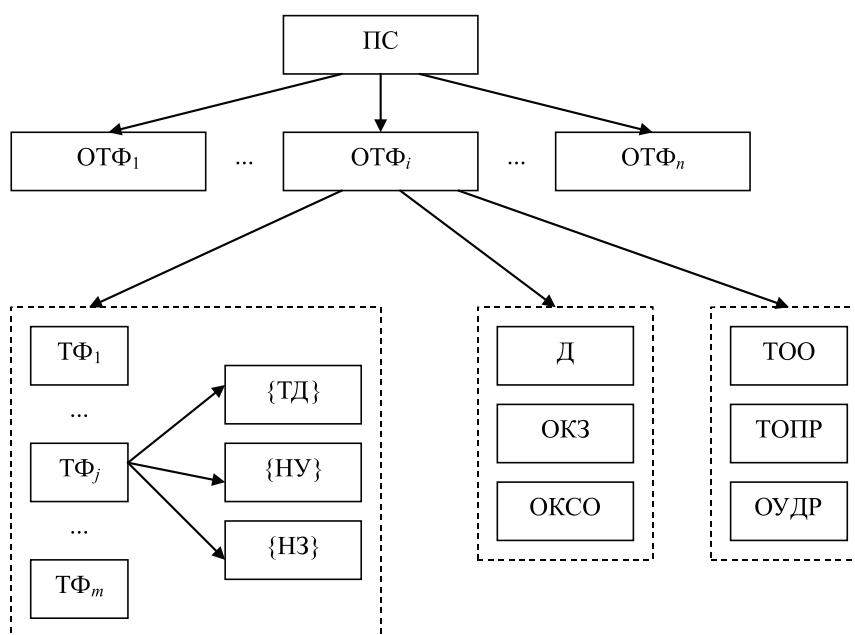 ПС
ОТФ₁ ... ОТФᵢ ... ОТФₙ
ТФ₁
...
ТФⱼ
...
ТФₘ
{ТД}
{НУ}
{НЗ}
Д
ОКЗ
ОКСО
ТОО
ТОПР
ОУДР